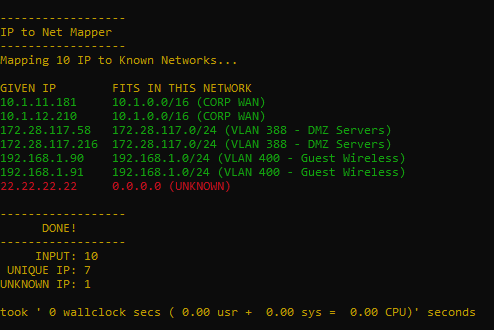 ------------------
IP to Net Mapper
------------------
Mapping 10 IP to Known Networks...
GIVEN IP        FITS IN THIS NETWORK
10.1.11.181     10.1.0.0/16 (CORP WAN)
10.1.12.210     10.1.0.0/16 (CORP WAN)
172.28.117.58   172.28.117.0/24 (VLAN 388 - DMZ Servers)
172.28.117.216  172.28.117.0/24 (VLAN 388 - DMZ Servers)
192.168.1.90    192.168.1.0/24 (VLAN 400 - Guest Wireless)
192.168.1.91    192.168.1.0/24 (VLAN 400 - Guest Wireless)
22.22.22.22     0.0.0.0 (UNKNOWN)
------------------
      DONE!
------------------
     INPUT: 10
 UNIQUE IP: 7
UNKNOWN IP: 1
took ' 0 wallclock secs ( 0.00 usr +  0.00 sys =  0.00 CPU)' seconds